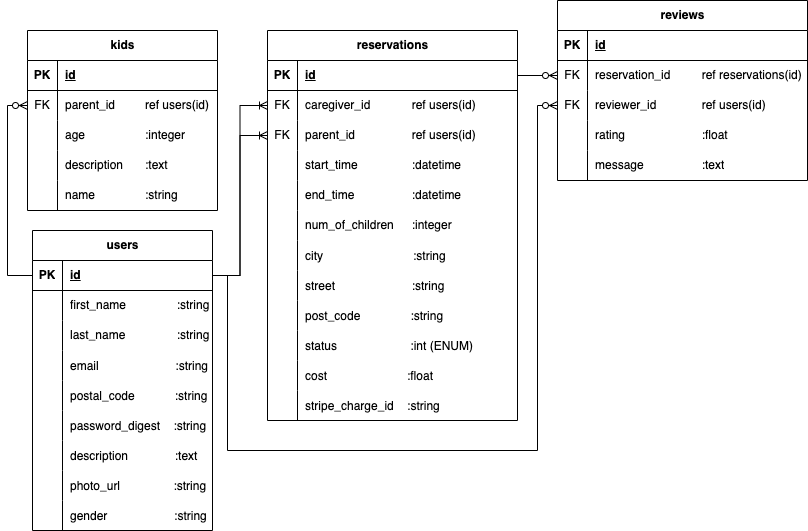 kids
PK id
FK parent_id ref users(id)
age :integer
description :text
name :string
users
PK id
first_name :string
last_name :string
email :string
postal_code :string
password_digest :string
description :text
photo_url :string
gender :string
reservations
PK id
FK caregiver_id ref users(id)
FK parent_id ref users(id)
start_time :datetime
end_time :datetime
num_of_children :integer
city :string
street :string
post_code :string
status :int (ENUM)
cost :float
stripe_charge_id :string
reviews
PK id
FK reservation_id ref reservations(id)
FK reviewer_id ref users(id)
rating :float
message :text